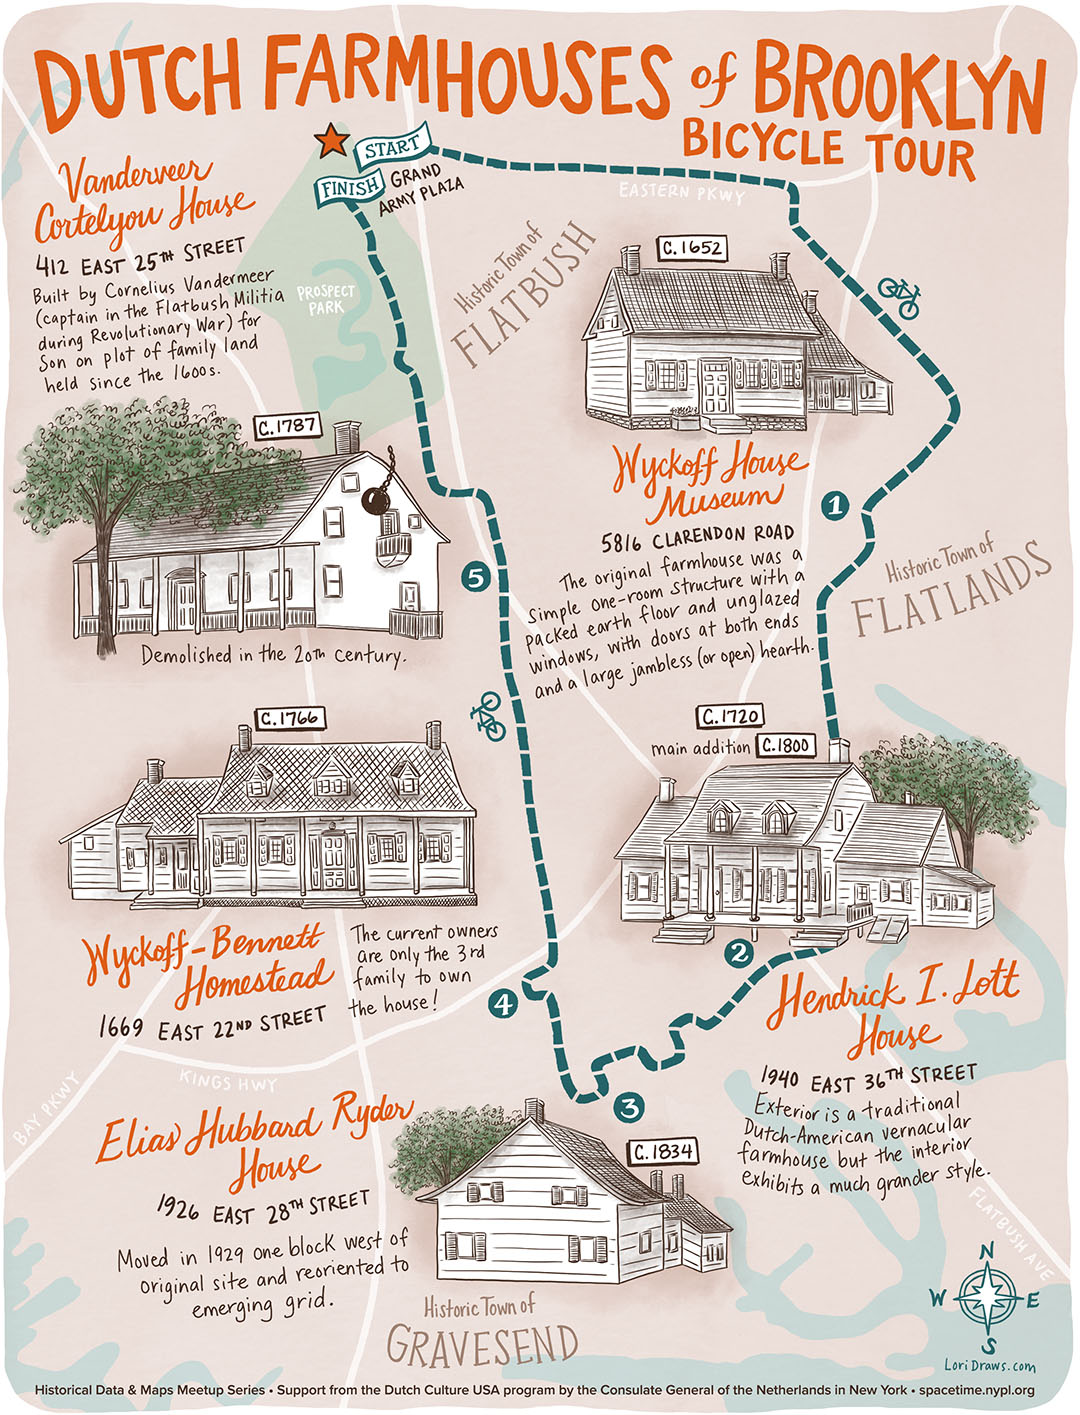 DUTCH FARMHOUSES of BROOKLYN
BICYCLE TOUR
START
FINISH
GRAND
ARMY PLAZA
EASTERN PKWY
PROSPECT
PARK
Vanderveer
Cortelyou House
412 EAST 25TH STREET
Built by Cornelius Vandermeer
(captain in the Flatbush Militia
during Revolutionary War) for
Son on plot of family land
held since the 1600s.
C.1787
Demolished in the 20th century.
Historic Town of
FLATBUSH
C.1652
Wyckoff House
Museum
5816 CLARENDON ROAD
The original farmhouse was a
simple one-room structure with a
packed earth floor and unglazed
windows, with doors at both ends
and a large jambless (or open) hearth.
1
Historic Town of
FLATLANDS
5
C.1766
Wyckoff-Bennett
Homestead
1669 EAST 22ND STREET
The current owners
are only the 3rd
family to own
the house!
4
C.1720
main addition C.1800
2
Hendrick I. Lott
House
1940 EAST 36TH STREET
Exterior is a traditional
Dutch-American vernacular
farmhouse but the interior
exhibits a much grander style.
KINGS HWY
BAY PKWY
Elias Hubbard Ryder
House
1926 EAST 28TH STREET
Moved in 1929 one block west of
original site and reoriented to
emerging grid.
3
C.1834
Historic Town of
GRAVESEND
FLATBUSH AVE
N
W E
S
LoriDraws.com
Historical Data & Maps Meetup Series • Support from the Dutch Culture USA program by the Consulate General of the Netherlands in New York • spacetime.nypl.org